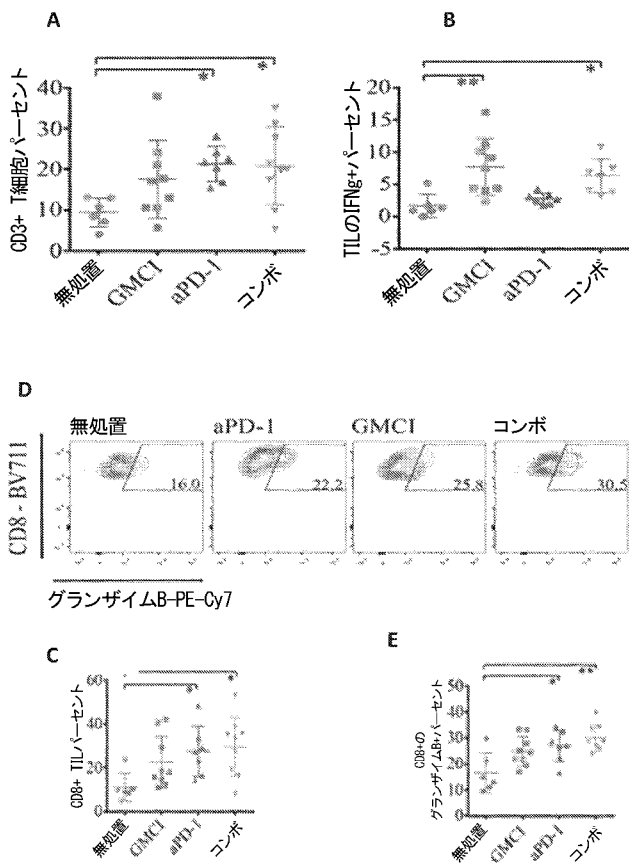 A
B
CD3+ T細胞パーセント
40
30
20
10
0
*
*
無処置
GMCI
aPD-1
コンボ
TILのIFNg+パーセント
20
15
10
5
0
-5
**
*
無処置
GMCI
aPD-1
コンボ
D
無処置
aPD-1
GMCI
コンボ
CD8 - BV711
16.0
22.2
25.8
30.5
グランザイムB-PE-Cy7
C
E
CD8+ TILパーセント
60
40
20
0
*
*
無処置
GMCI
aPD-1
コンボ
CD8+の
グランザイムB+パーセント
50
40
30
20
10
0
*
**
無処置
GMCI
aPD-1
コンボ